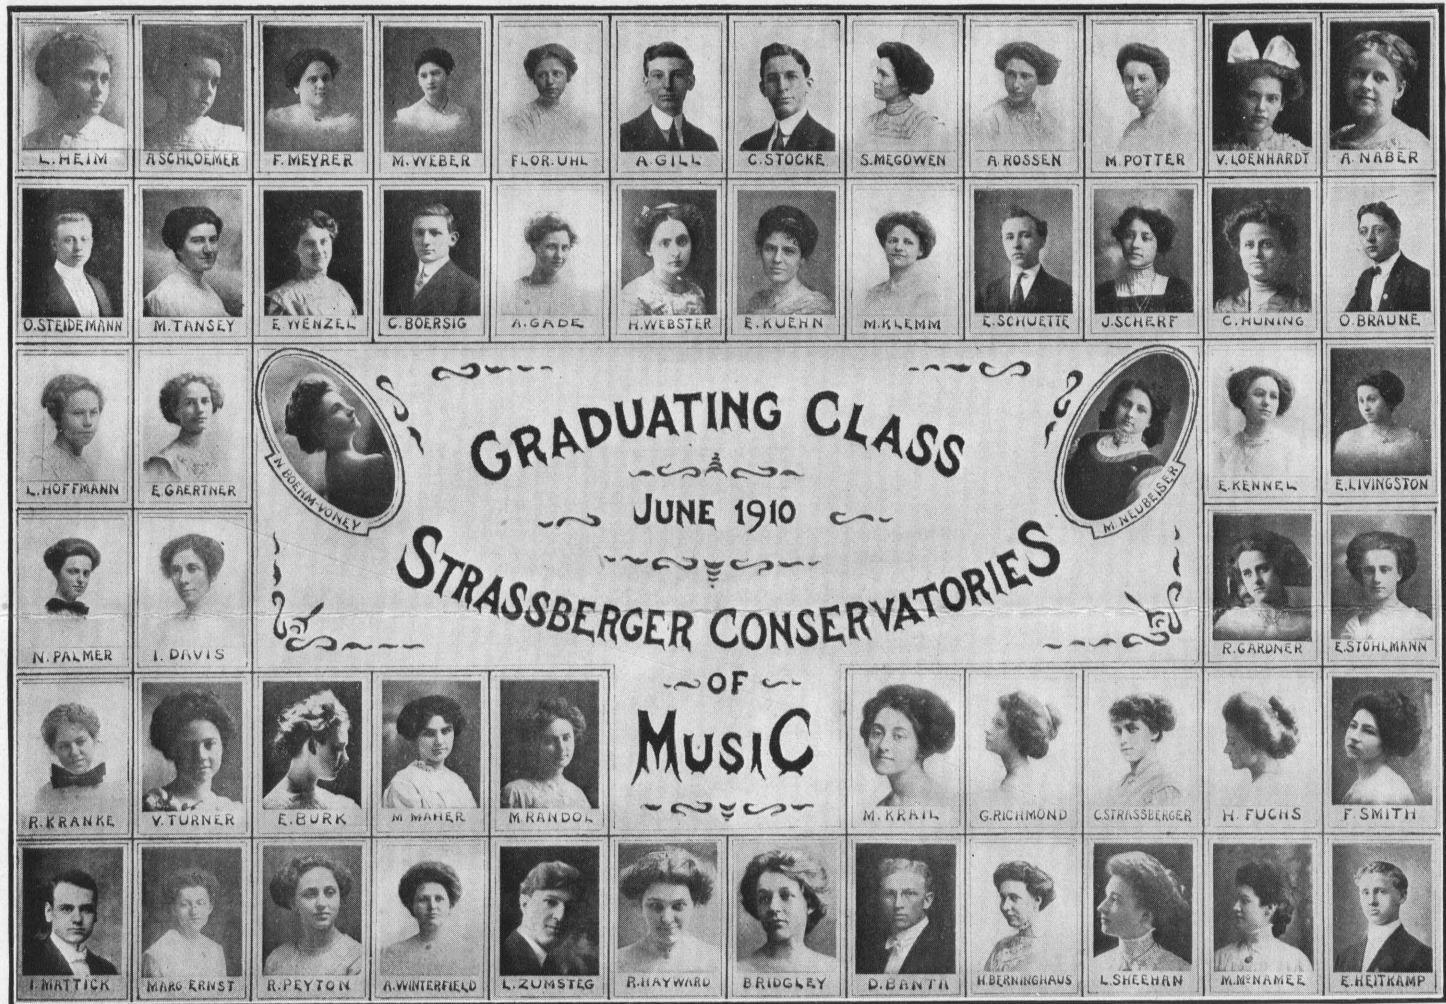 L. HEIM
A SCHLOEMER
F. MEYRER
M. WEBER
FLOR. UHL
A. GILL
C. STOCKE
S. MEGOWEN
A. ROSSEN
M. POTTER
V. LOENHARDT
A. NABER
O. STEIDEMANN
M. TANSEY
E. WENZEL
C. BOERSIG
A. GADE
H. WEBSTER
E. KUEHN
M. KLEMM
E. SCHUETTE
J. SCHERF
C. HUNING
O. BRAUNE
L. HOFFMANN
E. GAERTNER
N BOEHM-VONEY
GRADUATING CLASS
JUNE 1910
STRASSBERGER CONSERVATORIES
OF
MUSIC
M. NEUBEISER
E. KENNEL
E. LIVINGSTON
N. PALMER
I. DAVIS
R. GARDNER
E. STOHLMANN
R. KRANKE
V. TURNER
E. BURK
M MAHER
M. RANDOL
M. KRAIL
G. RICHMOND
C. STRASSBERGER
H. FUCHS
F. SMITH
I. MATTICK
MARG ERNST
R. PEYTON
A. WINTERFIELD
L. ZUMSTEG
R. HAYWARD
BRIDGLEY
D. BANTA
H. BERNINGHAUS
L. SHEEHAN
M. McNAMEE
E. HEITKAMP